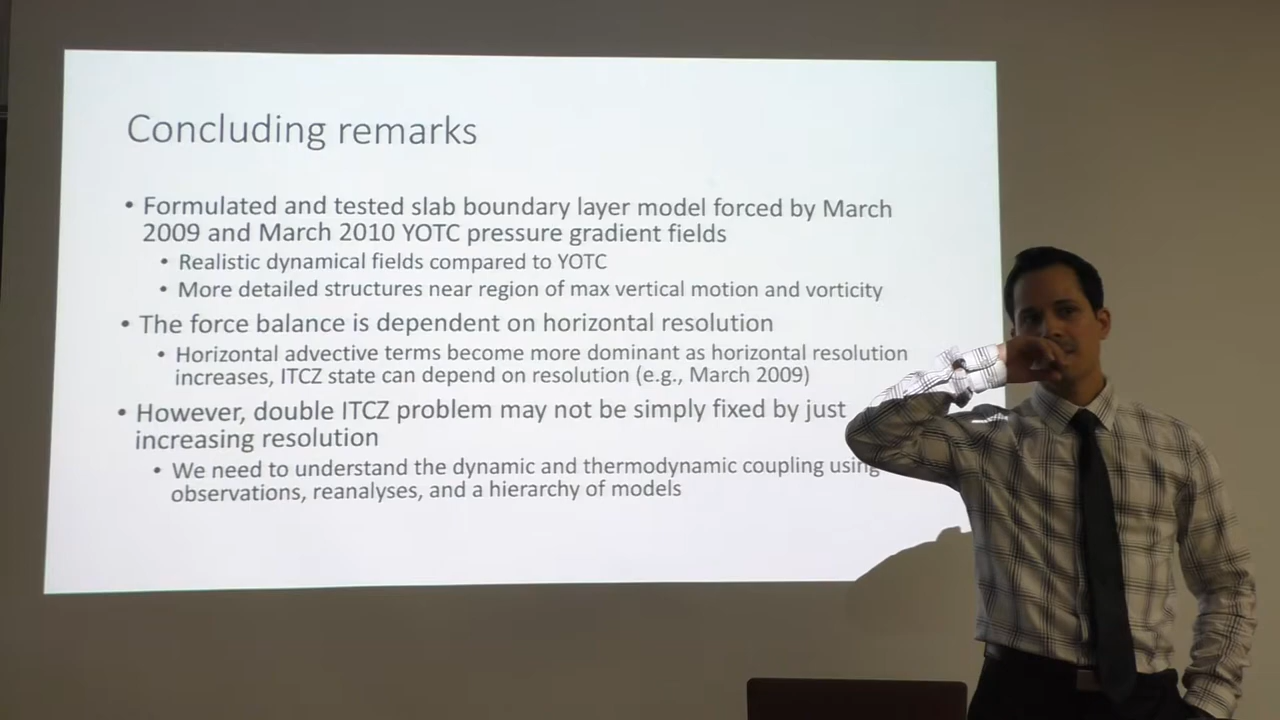 Concluding remarks
• Formulated and tested slab boundary layer model forced by March
2009 and March 2010 YOTC pressure gradient fields
• Realistic dynamical fields compared to YOTC
• More detailed structures near region of max vertical motion and vorticity
• The force balance is dependent on horizontal resolution
• Horizontal advective terms become more dominant as horizontal resolution
increases, ITCZ state can depend on resolution (e.g., March 2009)
• However, double ITCZ problem may not be simply fixed by just
increasing resolution
• We need to understand the dynamic and thermodynamic coupling using
observations, reanalyses, and a hierarchy of models